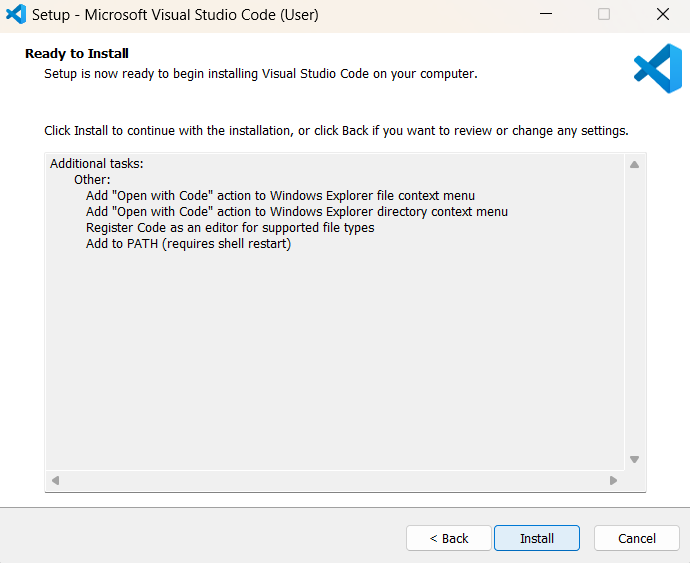 Setup - Microsoft Visual Studio Code (User)
Ready to Install
Setup is now ready to begin installing Visual Studio Code on your computer.
Click Install to continue with the installation, or click Back if you want to review or change any settings.
Additional tasks:
Other:
Add "Open with Code" action to Windows Explorer file context menu
Add "Open with Code" action to Windows Explorer directory context menu
Register Code as an editor for supported file types
Add to PATH (requires shell restart)
< Back
Install
Cancel